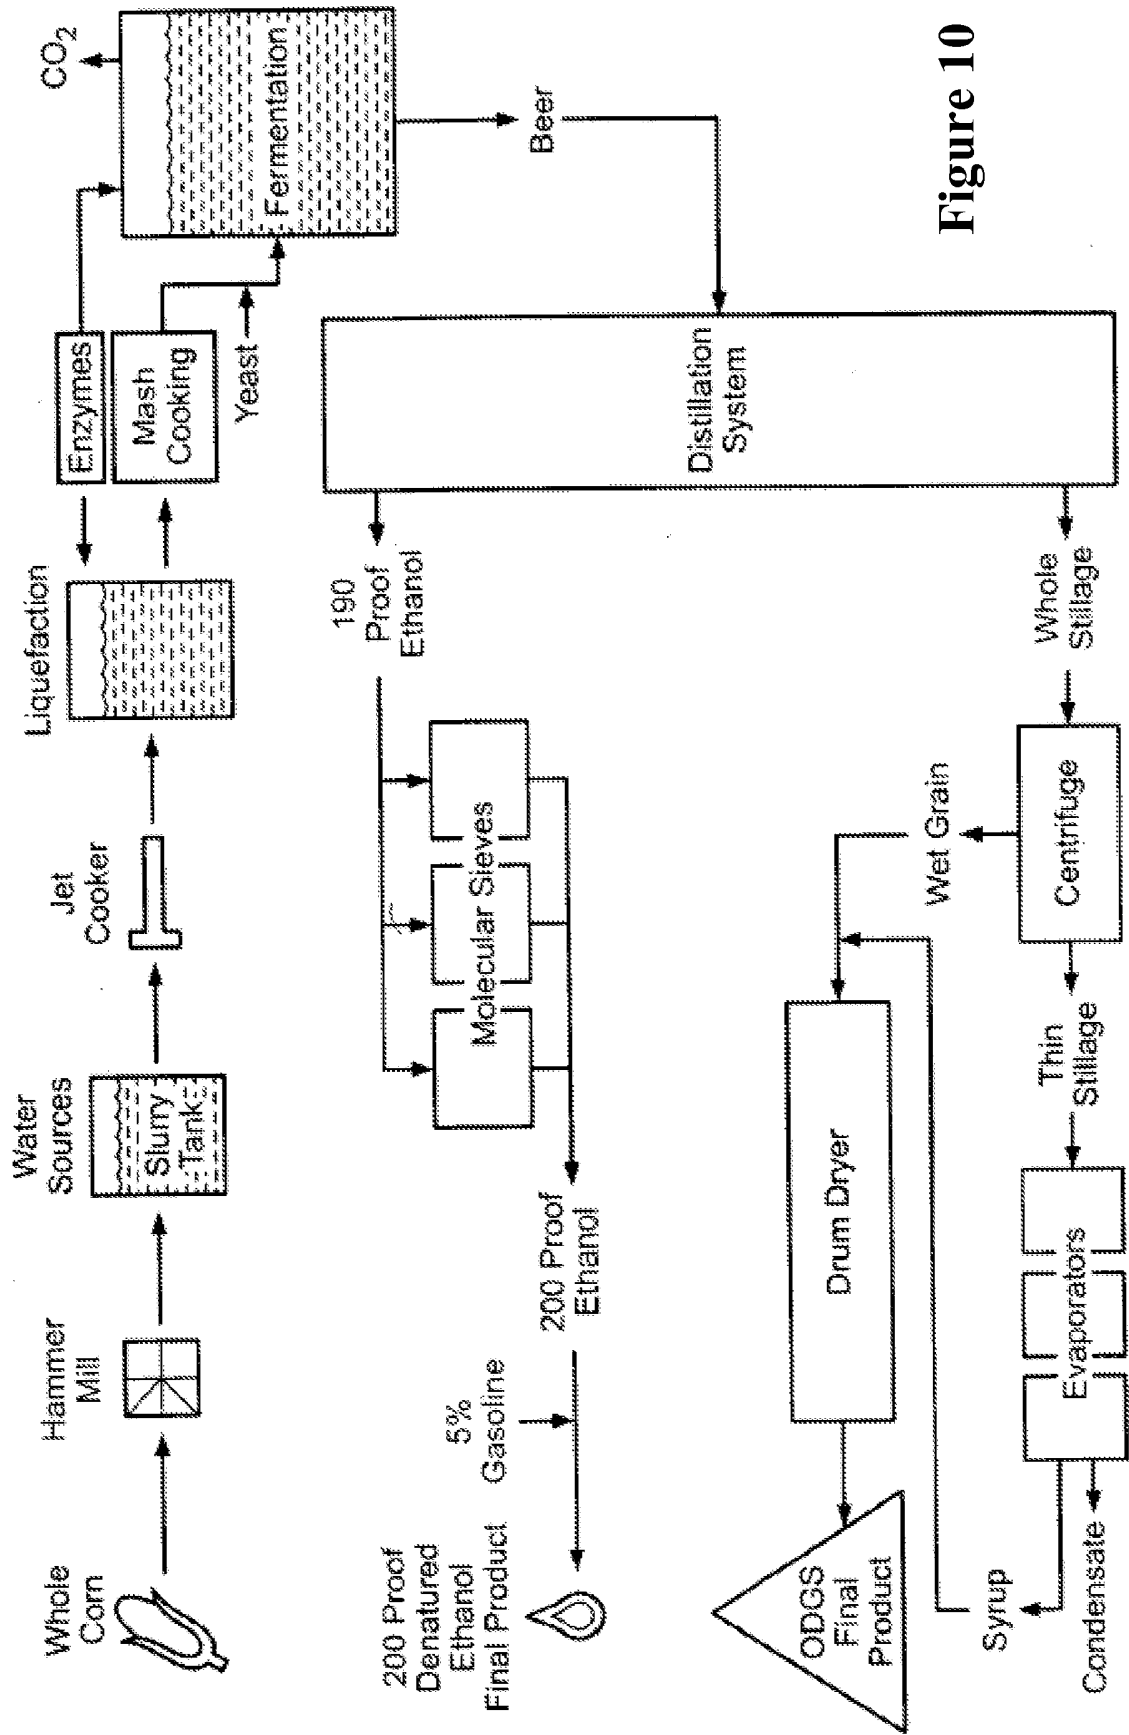 Whole
Corn
Hammer
Mill
Water
Sources
Slurry
Tank
Jet
Cooker
Liquefaction
Enzymes
Mash
Cooking
Yeast
CO2
Fermentation
Beer
Distillation
System
190
Proof
Ethanol
Molecular Sieves
200 Proof
Ethanol
5%
Gasoline
200 Proof
Denatured
Ethanol
Final Product
Whole
Stillage
Centrifuge
Wet Grain
Thin
Stillage
Evaporators
Condensate
Syrup
Drum Dryer
ODGS
Final
Product
Figure 10